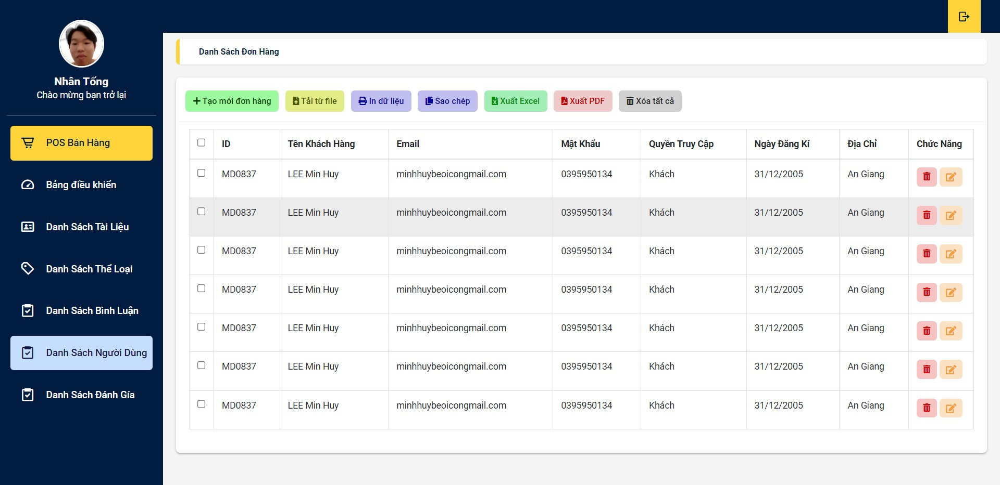 Nhân Tống
Chào mừng bạn trở lại
POS Bán Hàng
Bảng điều khiển
Danh Sách Tài Liệu
Danh Sách Thể Loại
Danh Sách Bình Luận
Danh Sách Người Dùng
Danh Sách Đánh Gía
Danh Sách Đơn Hàng
Tạo mới đơn hàng Tải từ file In dữ liệu Sao chép Xuất Excel Xuất PDF Xóa tất cả
ID Tên Khách Hàng Email Mật Khẩu Quyền Truy Cập Ngày Đăng Kí Địa Chỉ Chức Năng
MD0837 LEE Min Huy minhhuybeoicongmail.com 0395950134 Khách 31/12/2005 An Giang
MD0837 LEE Min Huy minhhuybeoicongmail.com 0395950134 Khách 31/12/2005 An Giang
MD0837 LEE Min Huy minhhuybeoicongmail.com 0395950134 Khách 31/12/2005 An Giang
MD0837 LEE Min Huy minhhuybeoicongmail.com 0395950134 Khách 31/12/2005 An Giang
MD0837 LEE Min Huy minhhuybeoicongmail.com 0395950134 Khách 31/12/2005 An Giang
MD0837 LEE Min Huy minhhuybeoicongmail.com 0395950134 Khách 31/12/2005 An Giang
MD0837 LEE Min Huy minhhuybeoicongmail.com 0395950134 Khách 31/12/2005 An Giang